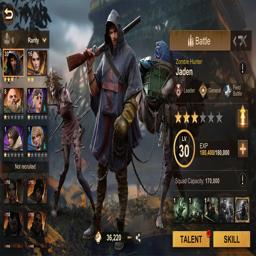 Rarity
Battle
Zombie Hunter
Jaden
Leader
General
LV
30
EXP
180,400/180,000
Squad Capacity: 170,000
Not recruited
36,220
TALENT
SKILL